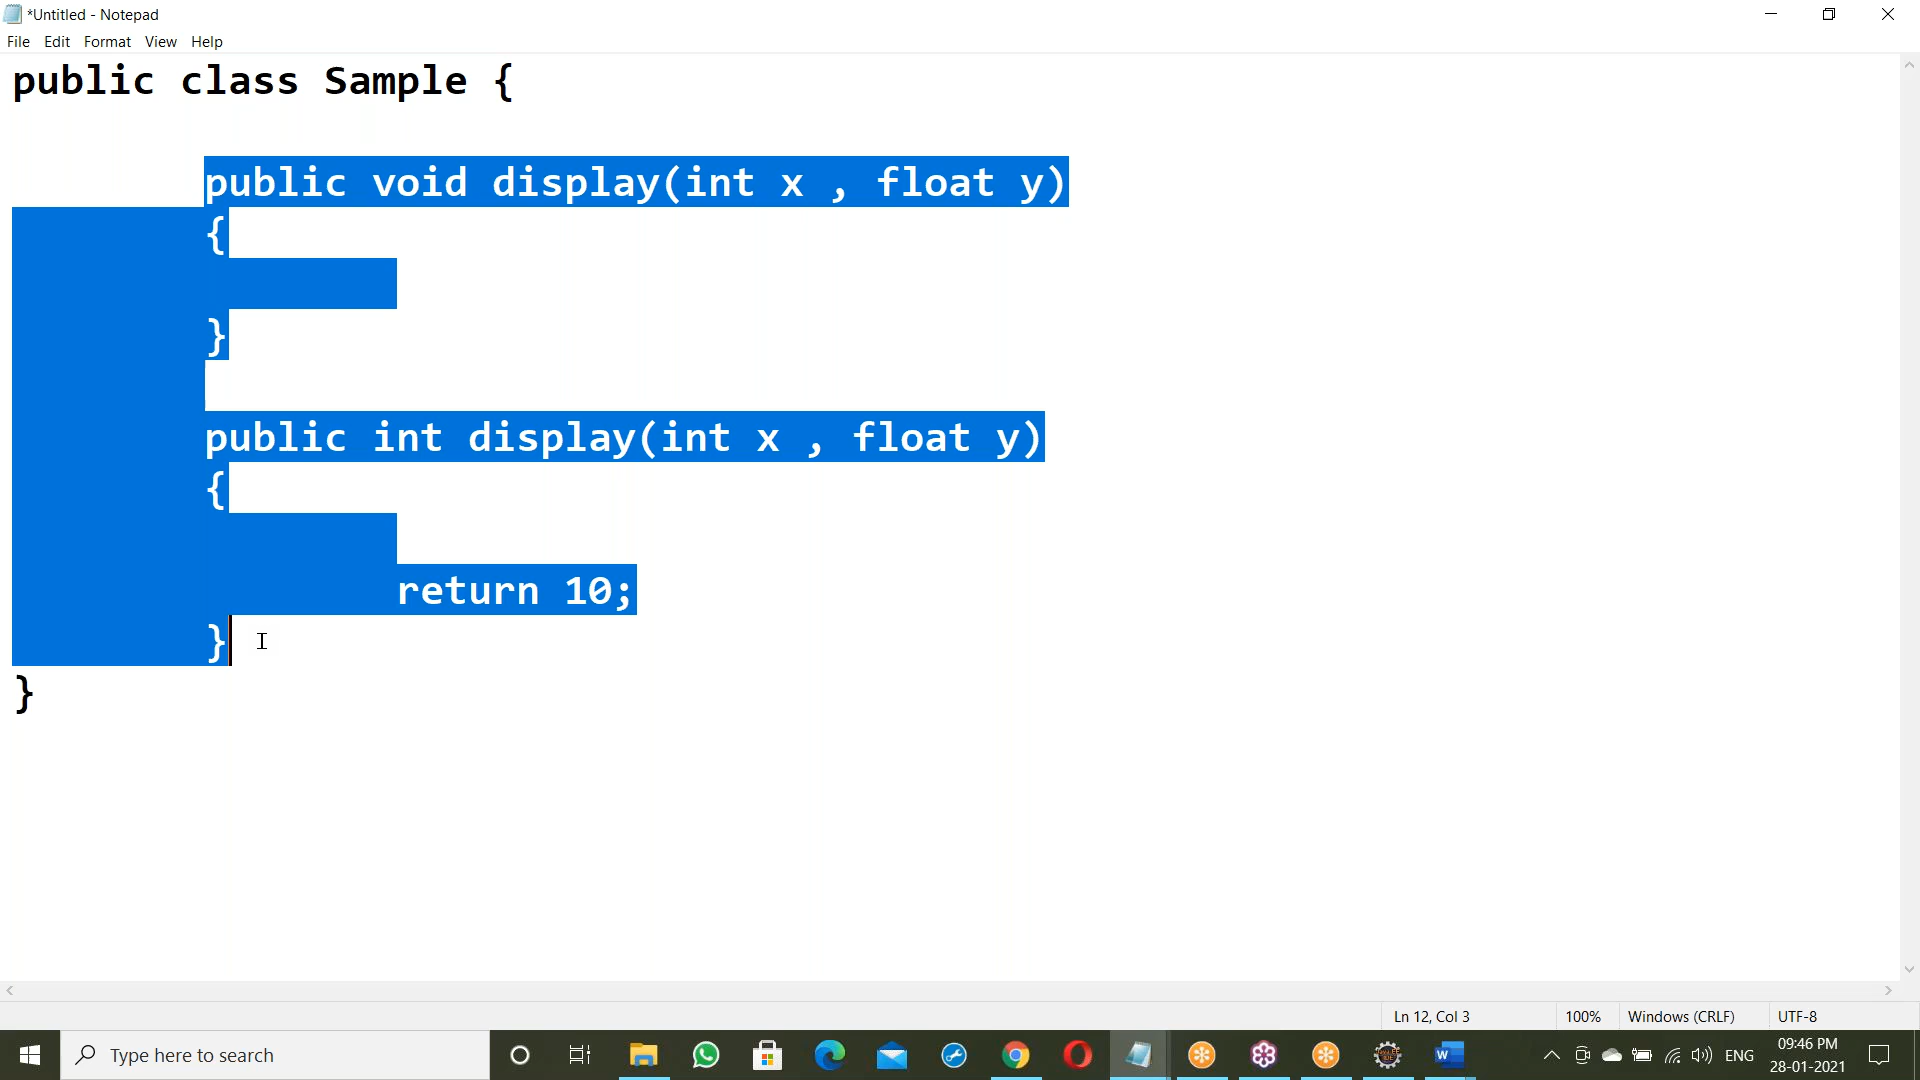 *Untitled - Notepad
File Edit Format View Help
public class Sample {
public void display(int x , float y)
{
}
public int display(int x , float y)
{
return 10;
}
}
Ln 12, Col 3 100% Windows (CRLF) UTF-8
Type here to search
ENG
09:46 PM
28-01-2021